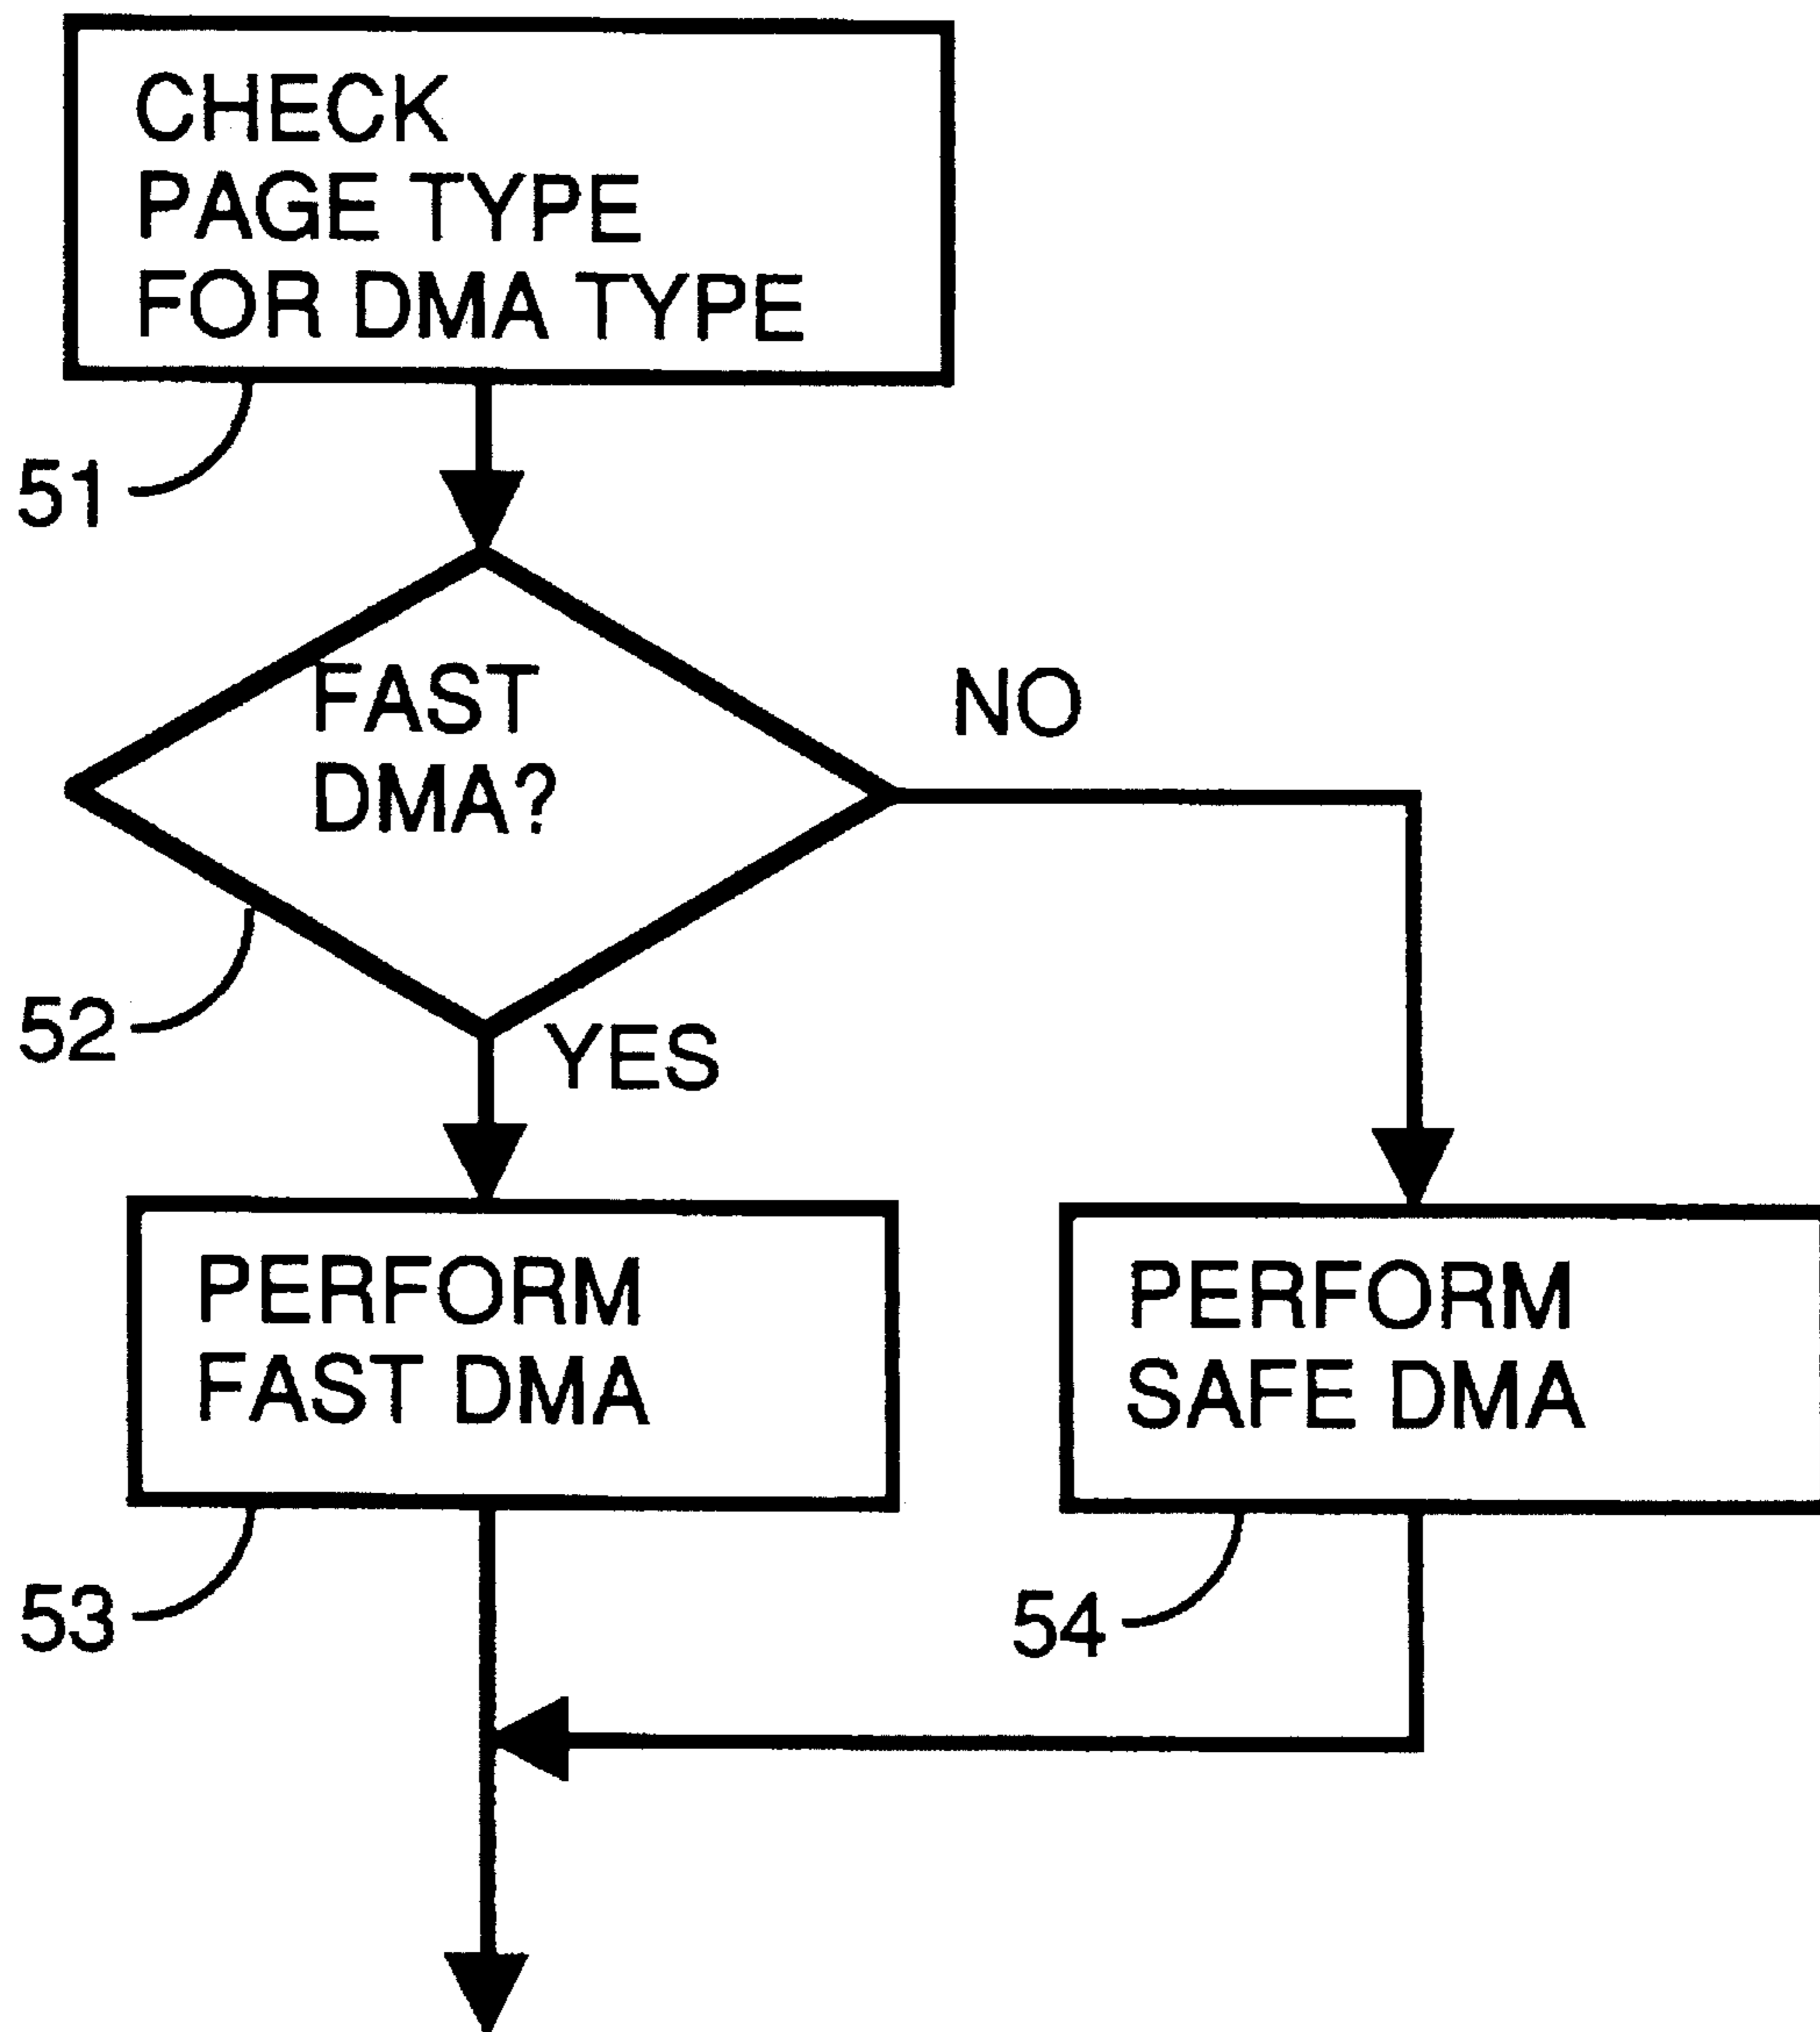 CHECK
PAGE TYPE
FOR DMA TYPE
51
FAST
DMA?
NO
52
YES
PERFORM
FAST DMA
PERFORM
SAFE DMA
53
54